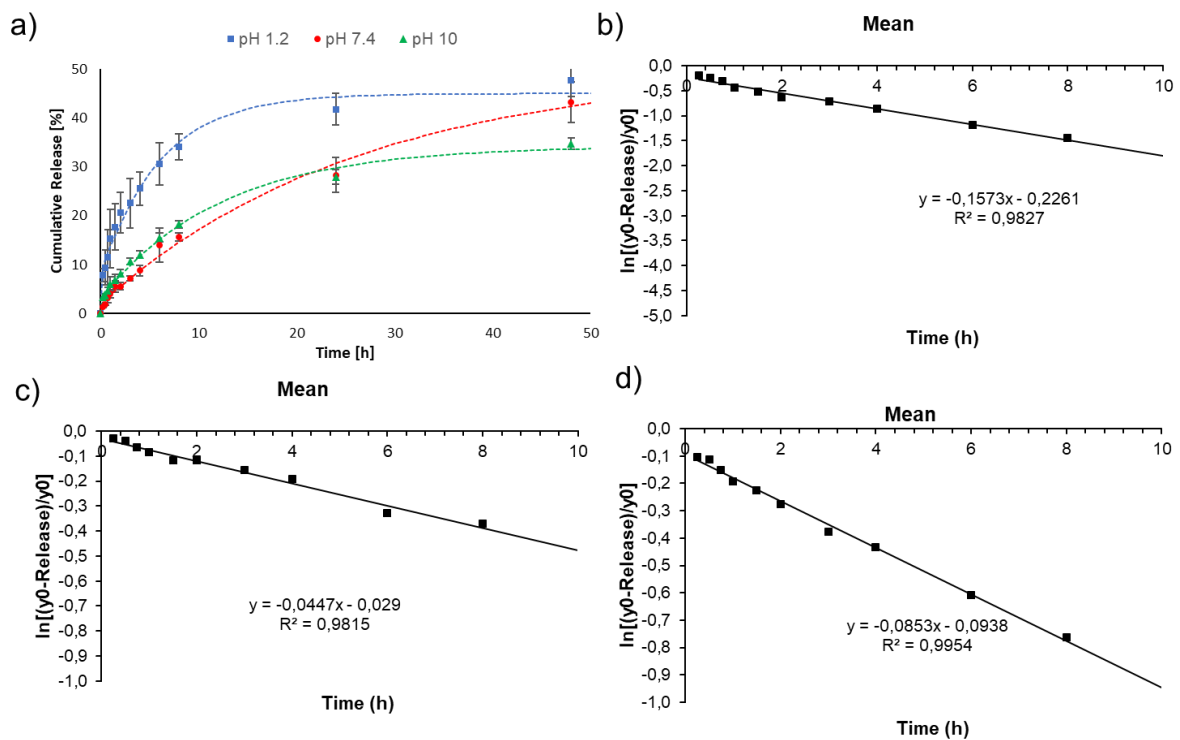 a)
pH 1.2 pH 7.4 pH 10
Cumulative Release [%]
50
40
30
20
10
0
0 10 20 30 40 50
Time [h]
b)
Mean
0 2 4 6 8 10
0,0
-0,5
-1,0
-1,5
-2,0
-2,5
-3,0
-3,5
-4,0
-4,5
-5,0
ln[(y0-Release)/y0]
y = -0,1573x - 0,2261
R² = 0,9827
Time (h)
c)
Mean
0 2 4 6 8 10
0,0
-0,1
-0,2
-0,3
-0,4
-0,5
-0,6
-0,7
-0,8
-0,9
-1,0
ln[(y0-Release)/y0]
y = -0,0447x - 0,029
R² = 0,9815
Time (h)
d)
Mean
0 2 4 6 8 10
0,0
-0,1
-0,2
-0,3
-0,4
-0,5
-0,6
-0,7
-0,8
-0,9
-1,0
ln[(y0-Release)/y0]
y = -0,0853x - 0,0938
R² = 0,9954
Time (h)